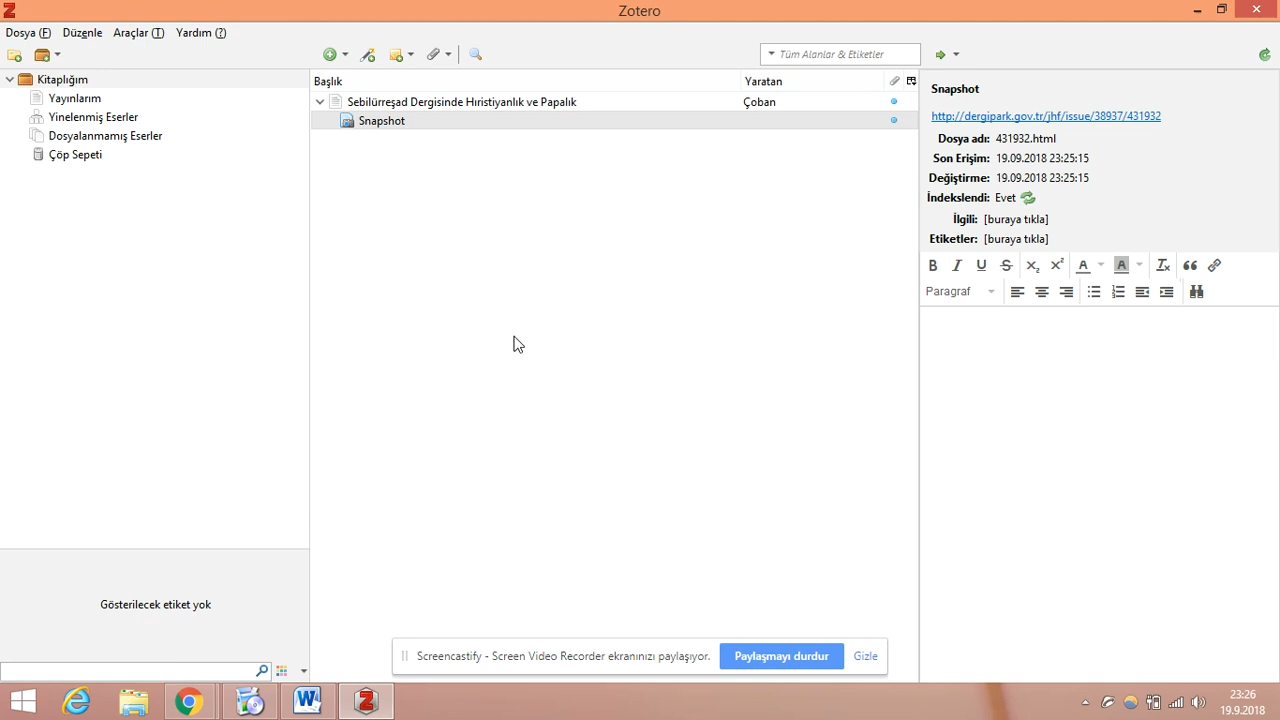 Zotero
Dosya (F) Düzenle Araçlar (T) Yardım (?)
Tüm Alanlar & Etiketler
Kitaplığım
Yayınlarım
Yinelenmiş Eserler
Dosyalanmamış Eserler
Çöp Sepeti
Gösterilecek etiket yok
Başlık Yaratan
Sebilürreşad Dergisinde Hıristiyanlık ve Papalık Çoban
Snapshot
Snapshot
http://dergipark.gov.tr/jhf/issue/38937/431932
Dosya adı: 431932.html
Son Erişim: 19.09.2018 23:25:15
Değiştirme: 19.09.2018 23:25:15
İndekslendi: Evet
İlgili: [buraya tıkla]
Etiketler: [buraya tıkla]
Paragraf
Screencastify - Screen Video Recorder ekranınızı paylaşıyor. Paylaşmayı durdur Gizle
23:26
19.9.2018